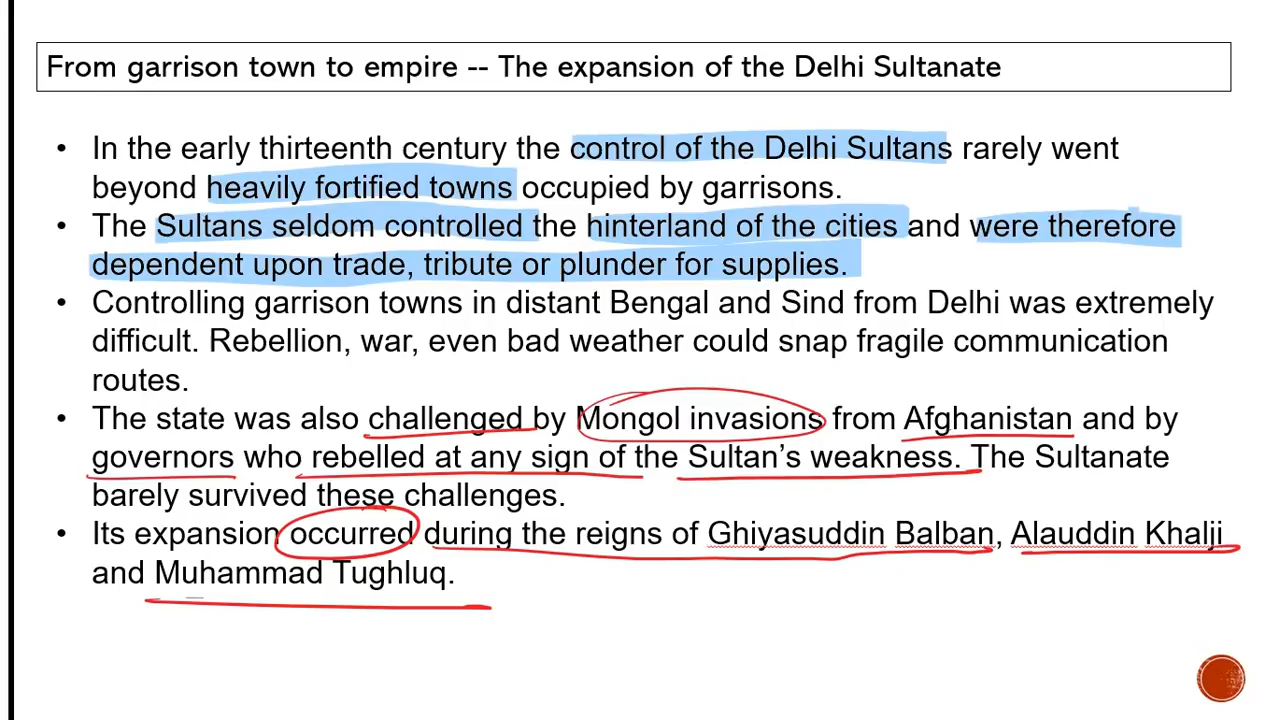 From garrison town to empire -- The expansion of the Delhi Sultanate
• In the early thirteenth century the control of the Delhi Sultans rarely went
beyond heavily fortified towns occupied by garrisons.
• The Sultans seldom controlled the hinterland of the cities and were therefore
dependent upon trade, tribute or plunder for supplies.
• Controlling garrison towns in distant Bengal and Sind from Delhi was extremely
difficult. Rebellion, war, even bad weather could snap fragile communication
routes.
• The state was also challenged by Mongol invasions from Afghanistan and by
governors who rebelled at any sign of the Sultan’s weakness. The Sultanate
barely survived these challenges.
• Its expansion occurred during the reigns of Ghiyasuddin Balban, Alauddin Khalji
and Muhammad Tughluq.